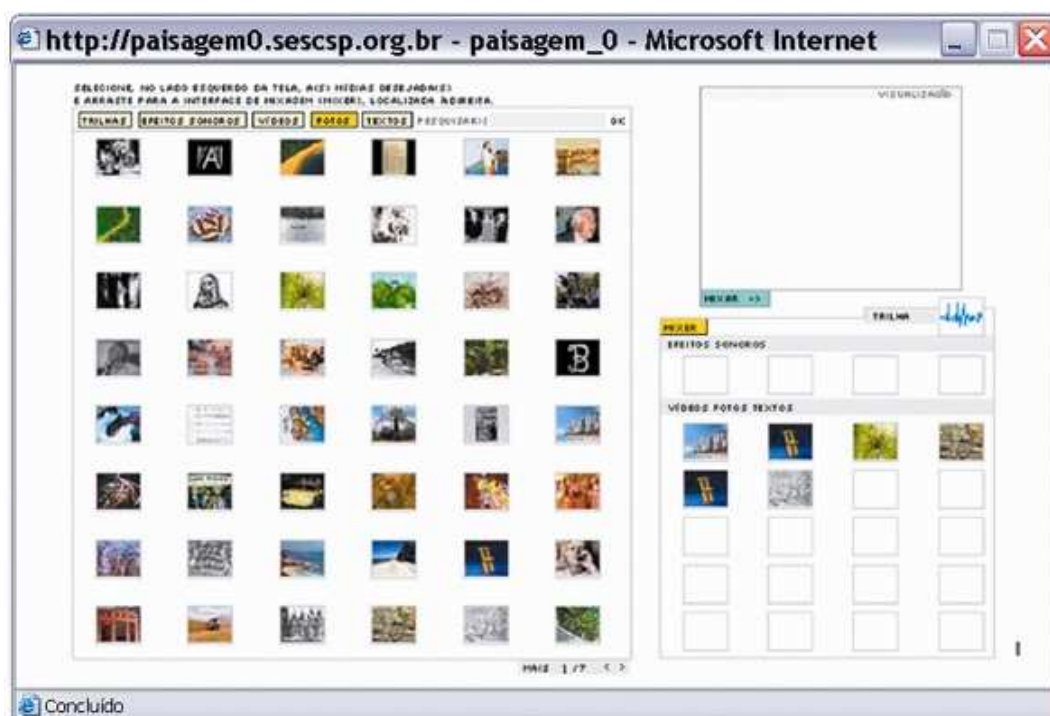 http://paisagem0.sescsp.org.br - paisagem_0 - Microsoft Internet
SELECIONE, NO LADO ESQUERDO DA TELA, A(S) MÍDIAS DESEJADA(S)
E ARRASTE PARA A INTERFACE DE MIXAGEM (MIXER), LOCALIZADA À DIREITA.
TRILHAS EFEITOS SONOROS VÍDEOS FOTOS TEXTOS PESQUISAR: OK
VISUALIZAÇÃO
A
B
MIXAR =>
TRILHA
MIXER
EFEITOS SONOROS
VÍDEOS FOTOS TEXTOS
MAIS 1/7 < >
Concluído